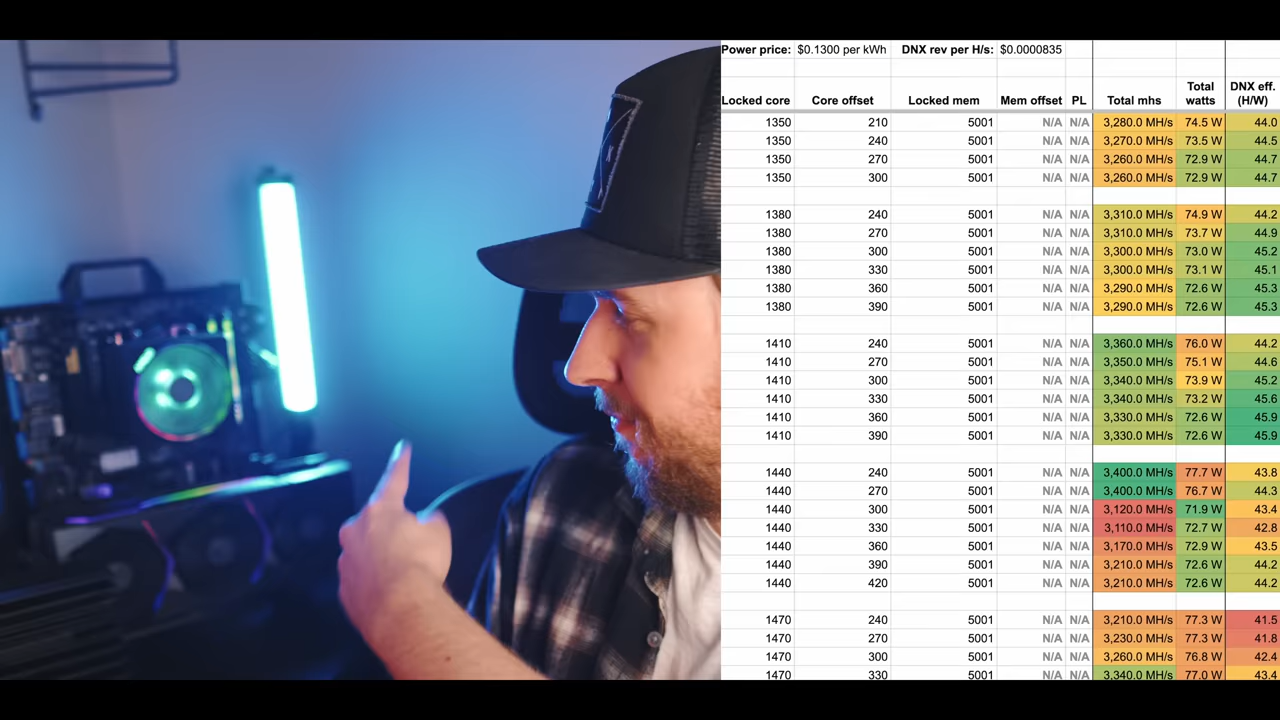 Power price: $0.1300 per kWh DNX rev per H/s: $0.0000835
Locked core Core offset Locked mem Mem offset PL Total mhs Total watts DNX eff. (H/W)
1350 210 5001 N/A N/A 3,280.0 MH/s 74.5 W 44.0
1350 240 5001 N/A N/A 3,270.0 MH/s 73.5 W 44.5
1350 270 5001 N/A N/A 3,260.0 MH/s 72.9 W 44.7
1350 300 5001 N/A N/A 3,260.0 MH/s 72.9 W 44.7
1380 240 5001 N/A N/A 3,310.0 MH/s 74.9 W 44.2
1380 270 5001 N/A N/A 3,310.0 MH/s 73.7 W 44.9
1380 300 5001 N/A N/A 3,300.0 MH/s 73.0 W 45.2
1380 330 5001 N/A N/A 3,300.0 MH/s 73.1 W 45.1
1380 360 5001 N/A N/A 3,290.0 MH/s 72.6 W 45.3
1380 390 5001 N/A N/A 3,290.0 MH/s 72.6 W 45.3
1410 240 5001 N/A N/A 3,360.0 MH/s 76.0 W 44.2
1410 270 5001 N/A N/A 3,350.0 MH/s 75.1 W 44.6
1410 300 5001 N/A N/A 3,340.0 MH/s 73.9 W 45.2
1410 330 5001 N/A N/A 3,340.0 MH/s 73.2 W 45.6
1410 360 5001 N/A N/A 3,330.0 MH/s 72.6 W 45.9
1410 390 5001 N/A N/A 3,330.0 MH/s 72.6 W 45.9
1440 240 5001 N/A N/A 3,400.0 MH/s 77.7 W 43.8
1440 270 5001 N/A N/A 3,400.0 MH/s 76.7 W 44.3
1440 300 5001 N/A N/A 3,120.0 MH/s 71.9 W 43.4
1440 330 5001 N/A N/A 3,110.0 MH/s 72.7 W 42.8
1440 360 5001 N/A N/A 3,170.0 MH/s 72.9 W 43.5
1440 390 5001 N/A N/A 3,210.0 MH/s 72.6 W 44.2
1440 420 5001 N/A N/A 3,210.0 MH/s 72.6 W 44.2
1470 240 5001 N/A N/A 3,210.0 MH/s 77.3 W 41.5
1470 270 5001 N/A N/A 3,230.0 MH/s 77.3 W 41.8
1470 300 5001 N/A N/A 3,260.0 MH/s 76.8 W 42.4
1470 330 5001 N/A N/A 3,340.0 MH/s 77.0 W 43.4